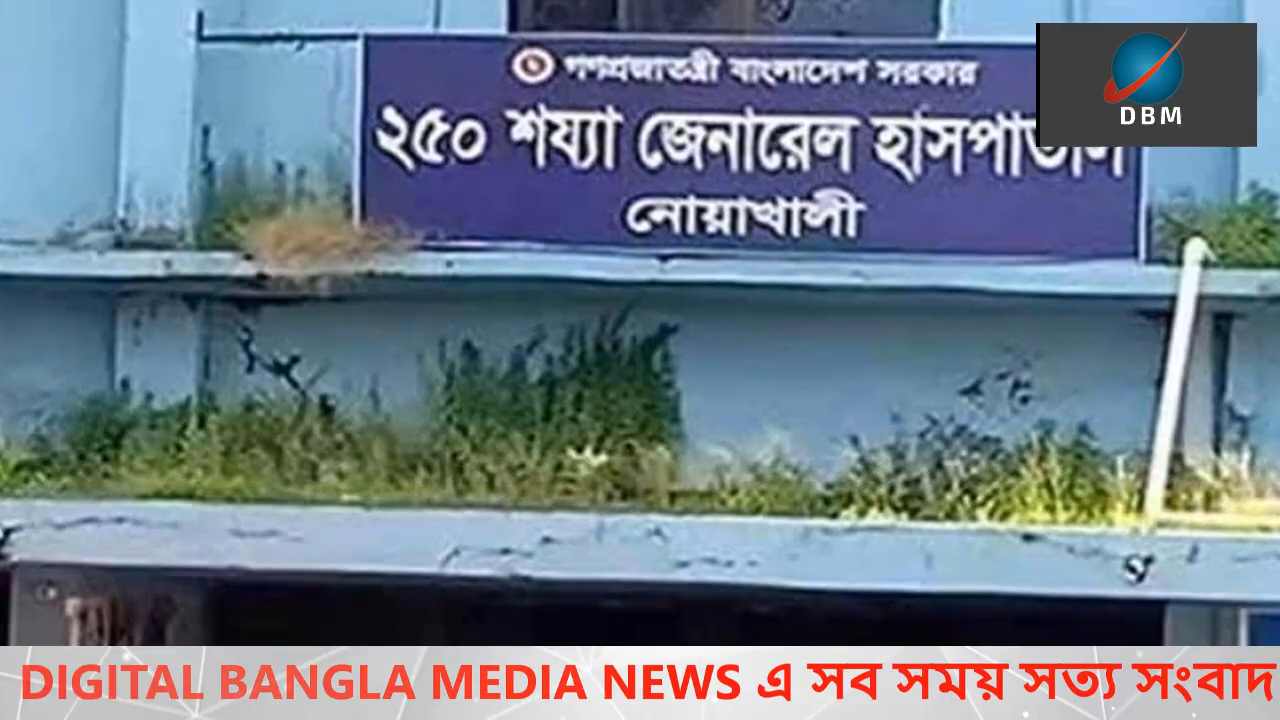 গণপ্রজাতন্ত্রী বাংলাদেশ সরকার
২৫০ শয্যা জেনারেল হাসপাতাল
নোয়াখালী
DBM
DIGITAL BANGLA MEDIA NEWS এ সব সময় সত্য সংবাদ